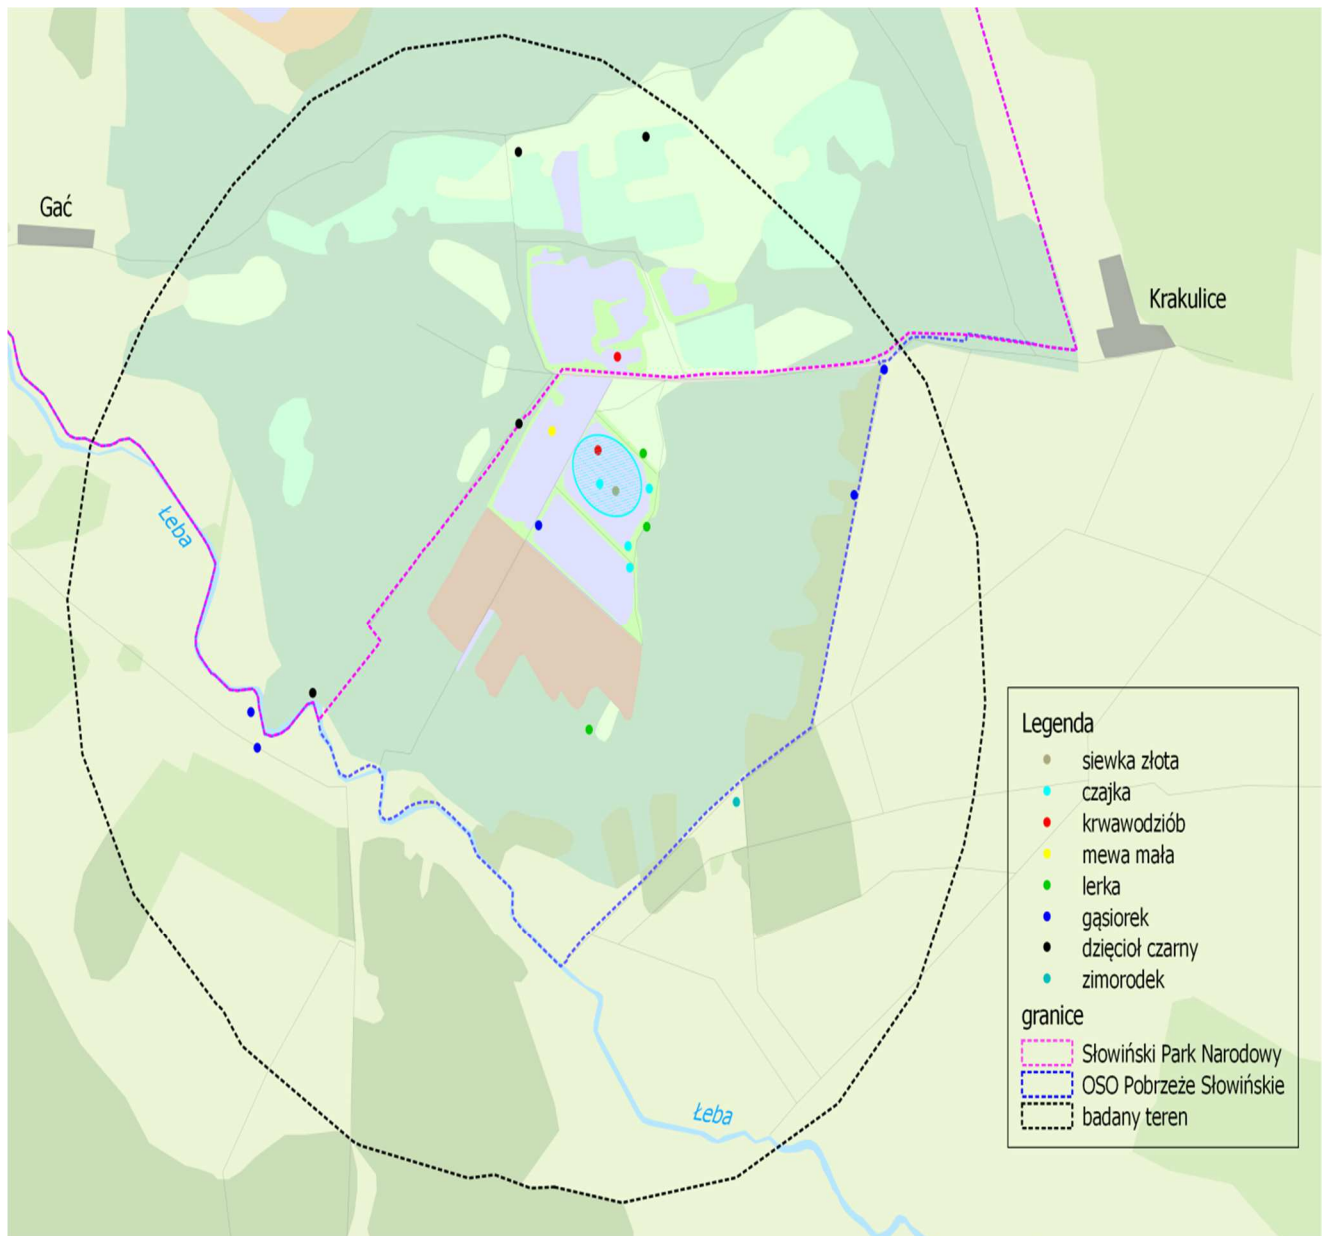 Gać
Krakulice
Łeba
Łeba
Legenda
siewka złota
czajka
krwawodziób
mewa mała
lerka
gąsiorek
dzięcioł czarny
zimorodek
granice
Słowiński Park Narodowy
OSO Pobrzeże Słowińskie
badany teren